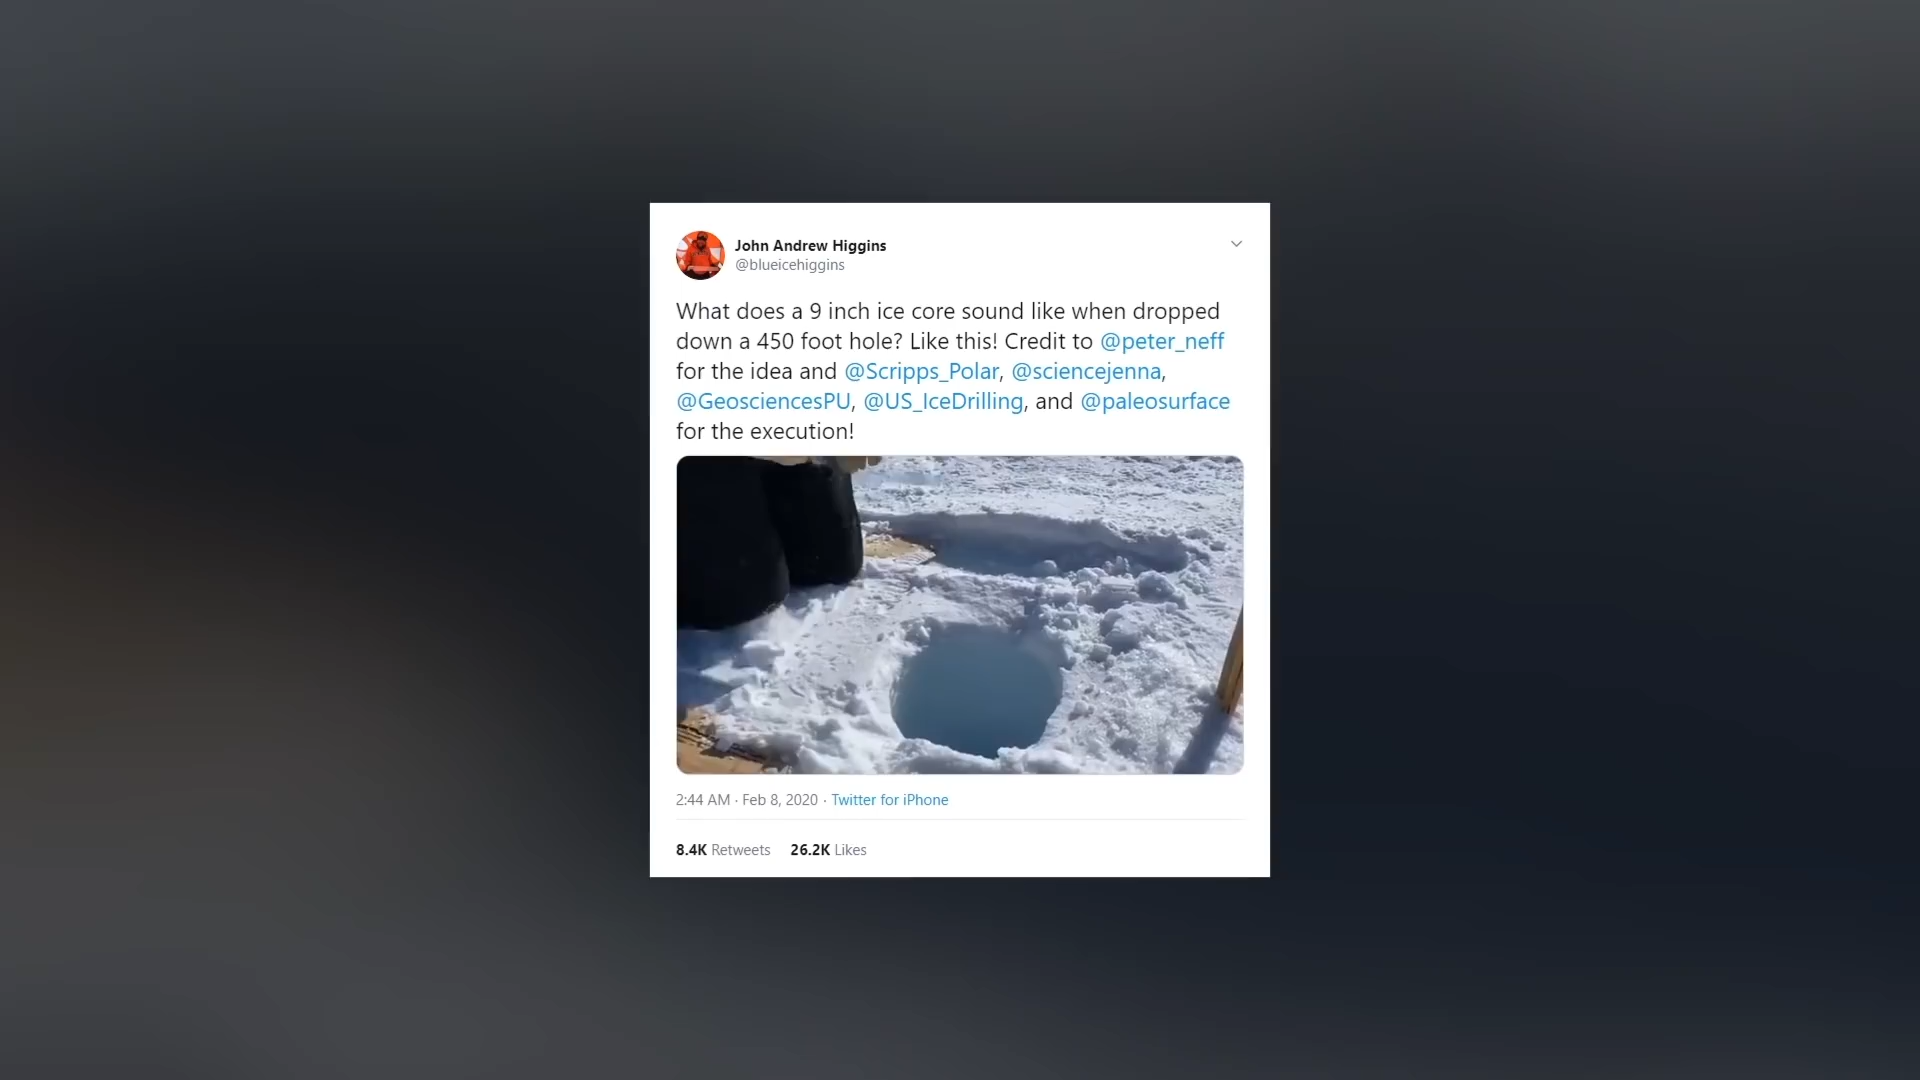 John Andrew Higgins
@blueicehiggins
What does a 9 inch ice core sound like when dropped
down a 450 foot hole? Like this! Credit to @peter_neff
for the idea and @Scripps_Polar, @sciencejenna,
@GeosciencesPU, @US_IceDrilling, and @paleosurface
for the execution!
2:44 AM · Feb 8, 2020 · Twitter for iPhone
8.4K Retweets 26.2K Likes